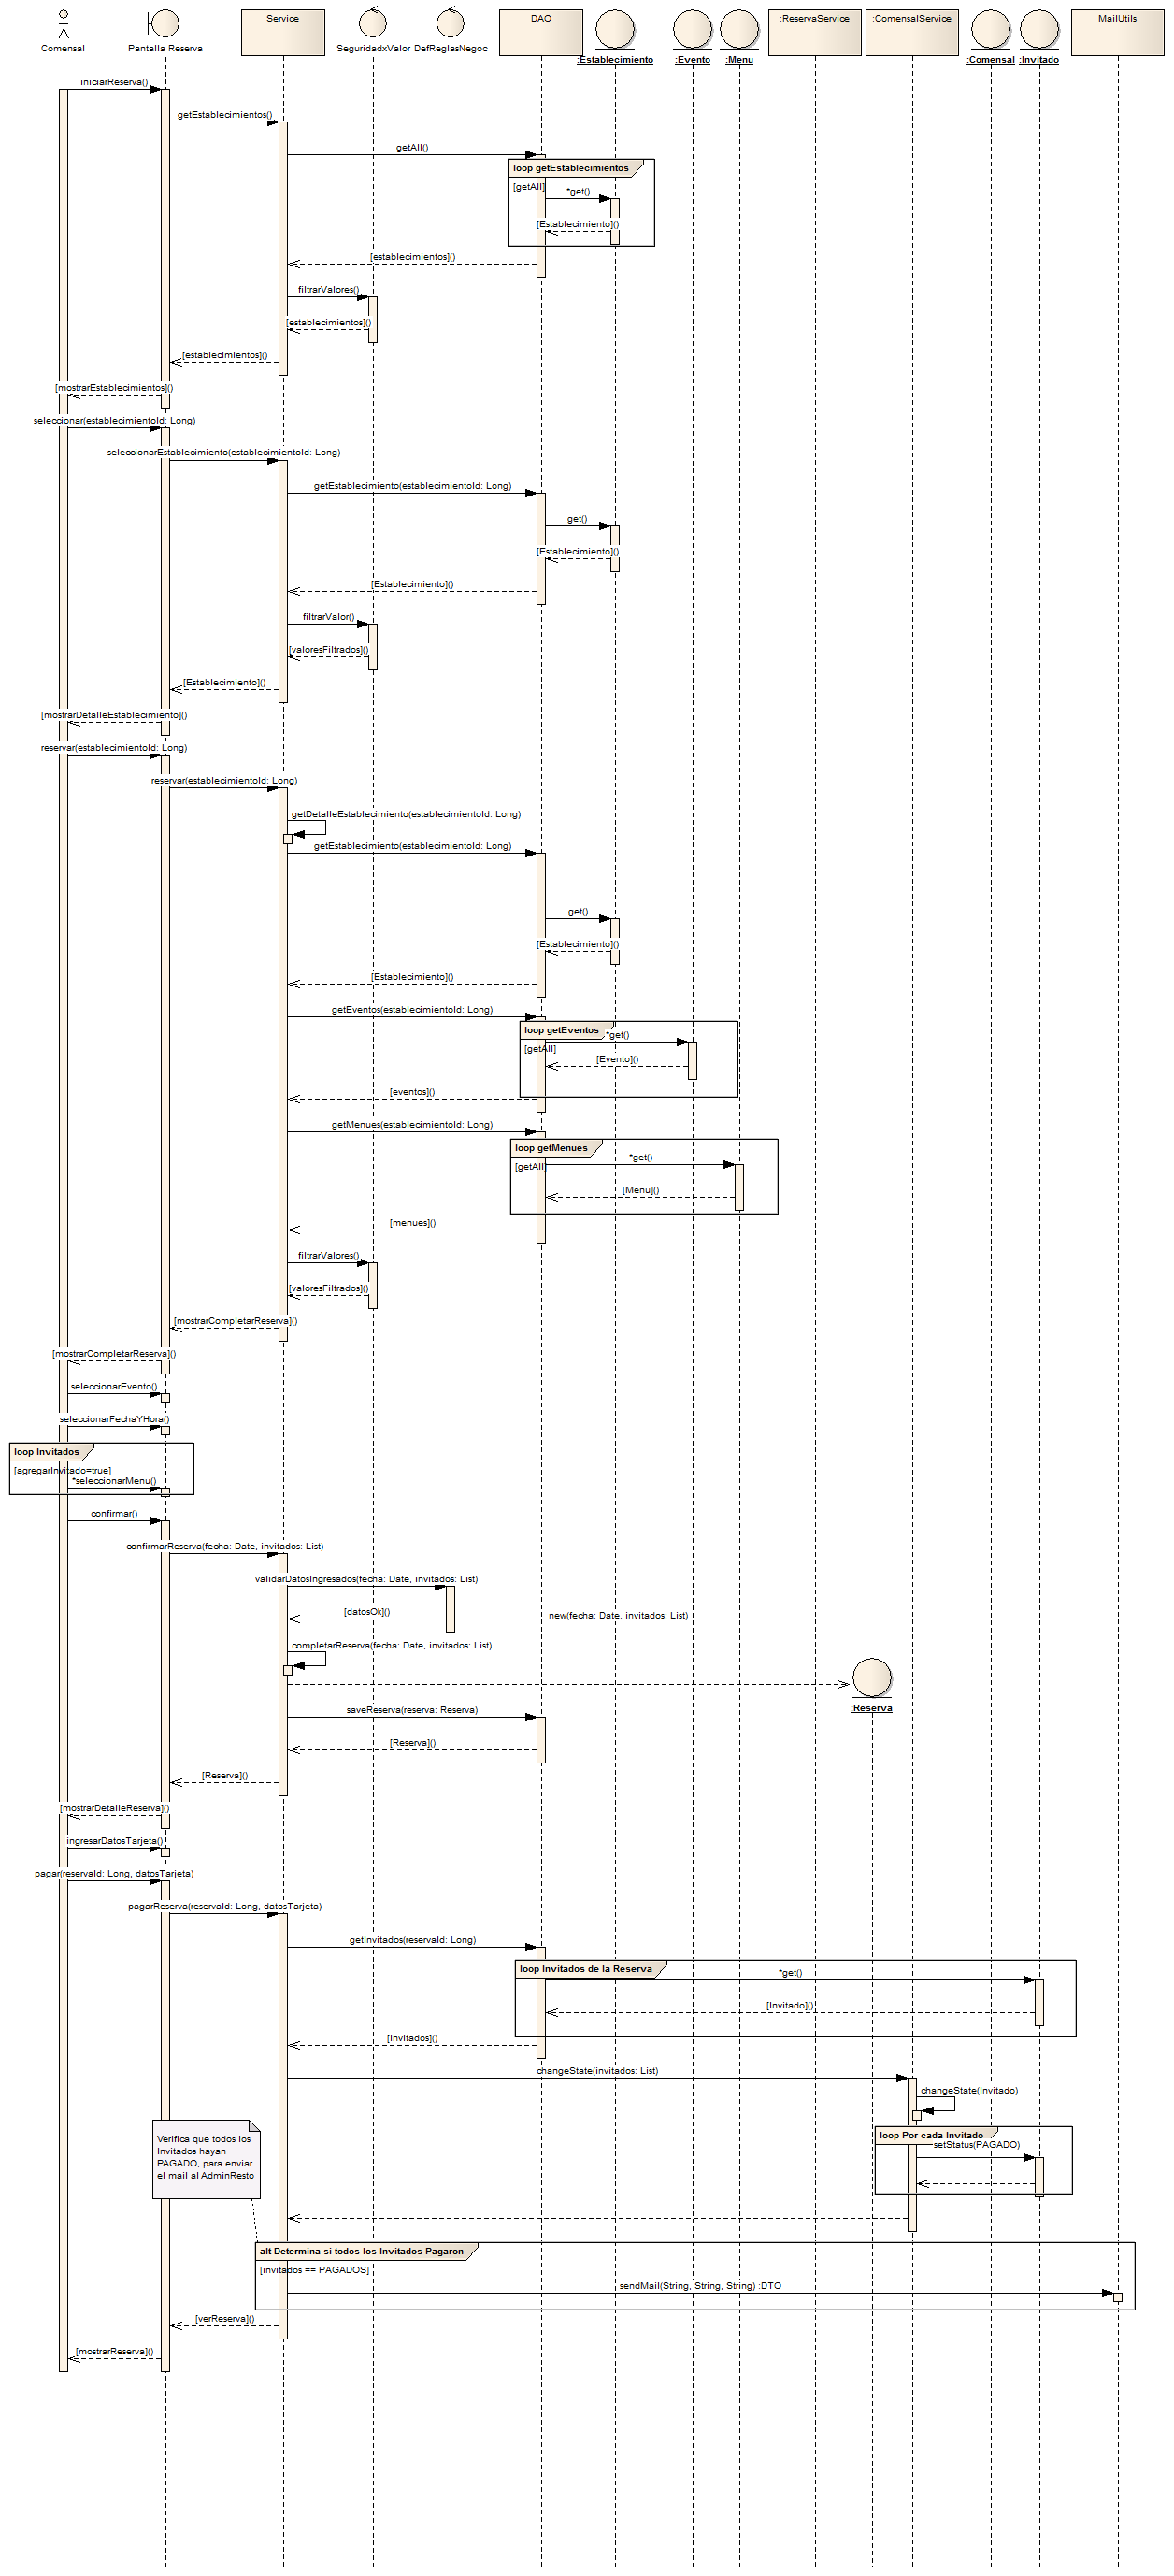 Comensal
Pantalla Reserva
Service
SeguridadxValor
DefReglasNegoc
DAO
:Establecimiento
:Evento
:Menu
:ReservaService
:ComensalService
:Comensal
:Invitado
MailUtils
iniciarReserva()
getEstablecimientos()
getAll()
loop getEstablecimientos
[getAll]
*get()
[Establecimiento]()
[establecimientos]()
filtrarValores()
[establecimientos]()
[establecimientos]()
[mostrarEstablecimientos]()
seleccionar(establecimientoId: Long)
seleccionarEstablecimiento(establecimientoId: Long)
getEstablecimiento(establecimientoId: Long)
get()
[Establecimiento]()
[Establecimiento]()
filtrarValor()
[valoresFiltrados]()
[Establecimiento]()
[mostrarDetalleEstablecimiento]()
reservar(establecimientoId: Long)
reservar(establecimientoId: Long)
getDetalleEstablecimiento(establecimientoId: Long)
getEstablecimiento(establecimientoId: Long)
get()
[Establecimiento]()
[Establecimiento]()
getEventos(establecimientoId: Long)
loop getEventos
*get()
[getAll]
[Evento]()
[eventos]()
getMenues(establecimientoId: Long)
loop getMenues
*get()
[getAll]
[Menu]()
[menues]()
filtrarValores()
[valoresFiltrados]()
[mostrarCompletarReserva]()
[mostrarCompletarReserva]()
seleccionarEvento()
seleccionarFechaYHora()
loop Invitados
[agregarInvitado=true]
*seleccionarMenu()
confirmar()
confirmarReserva(fecha: Date, invitados: List)
validarDatosIngresados(fecha: Date, invitados: List)
[datosOk]()
new(fecha: Date, invitados: List)
completarReserva(fecha: Date, invitados: List)
:Reserva
saveReserva(reserva: Reserva)
[Reserva]()
[Reserva]()
[mostrarDetalleReserva]()
ingresarDatosTarjeta()
pagar(reservaId: Long, datosTarjeta)
pagarReserva(reservaId: Long, datosTarjeta)
getInvitados(reservaId: Long)
loop Invitados de la Reserva
*get()
[Invitado]()
[invitados]()
changeState(invitados: List)
changeState(Invitado)
loop Por cada Invitado
setStatus(PAGADO)
Verifica que todos los
Invitados hayan
PAGADO, para enviar
el mail al AdminResto
alt Determina si todos los Invitados Pagaron
[invitados == PAGADOS]
sendMail(String, String, String) :DTO
[verReserva]()
[mostrarReserva]()